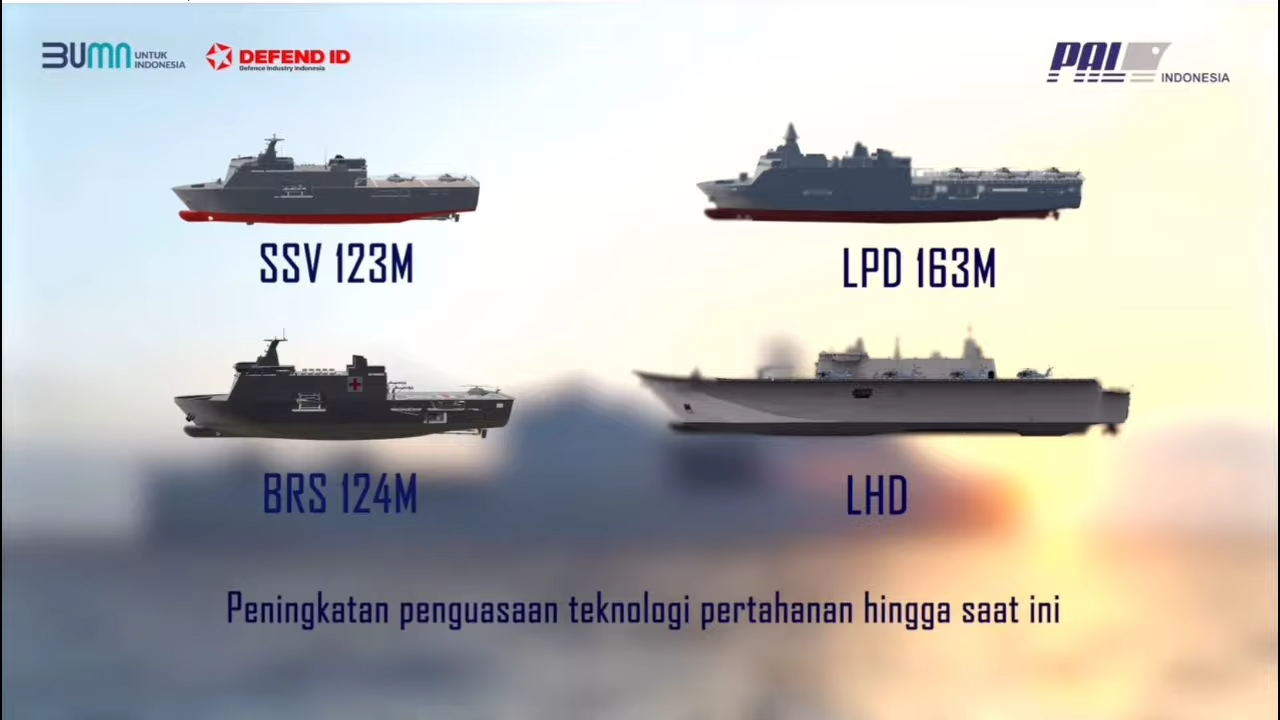 BUMN UNTUK INDONESIA
DEFEND ID
Defence Industry Indonesia
PAL INDONESIA
SSV 123M
LPD 163M
BRS 124M
LHD
Peningkatan penguasaan teknologi pertahanan hingga saat ini